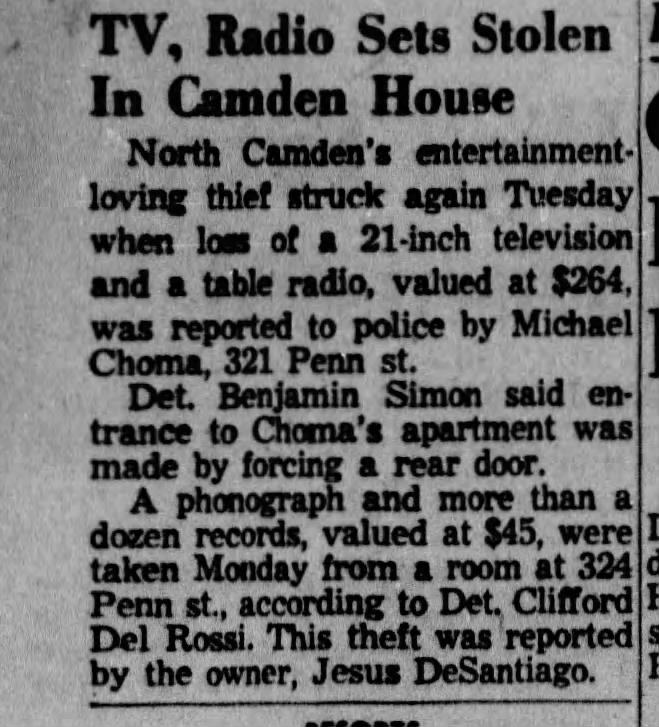 TV, Radio Sets Stolen
In Camden House
North Camden's entertainment-
loving thief struck again Tuesday
when loss of a 21-inch television
and a table radio, valued at $264,
was reported to police by Michael
Choma, 321 Penn st.
Det. Benjamin Simon said en-
trance to Choma's apartment was
made by forcing a rear door.
A phonograph and more than a
dozen records, valued at $45, were
taken Monday from a room at 324
Penn st., according to Det. Clifford
Del Rossi. This theft was reported
by the owner, Jesus DeSantiago.